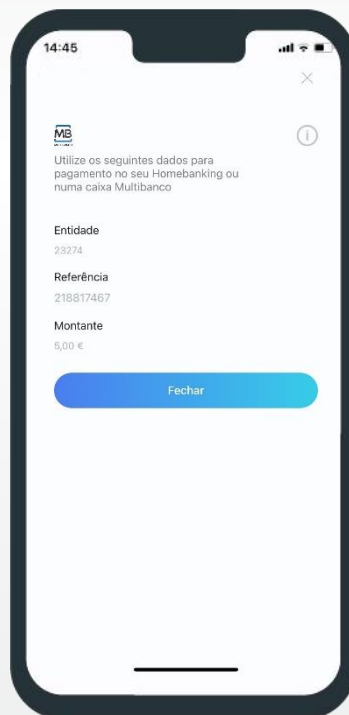 14:45
MB
Utilize os seguintes dados para
pagamento no seu Homebanking ou
numa caixa Multibanco
Entidade
23274
Referência
218817467
Montante
5,00 €
Fechar